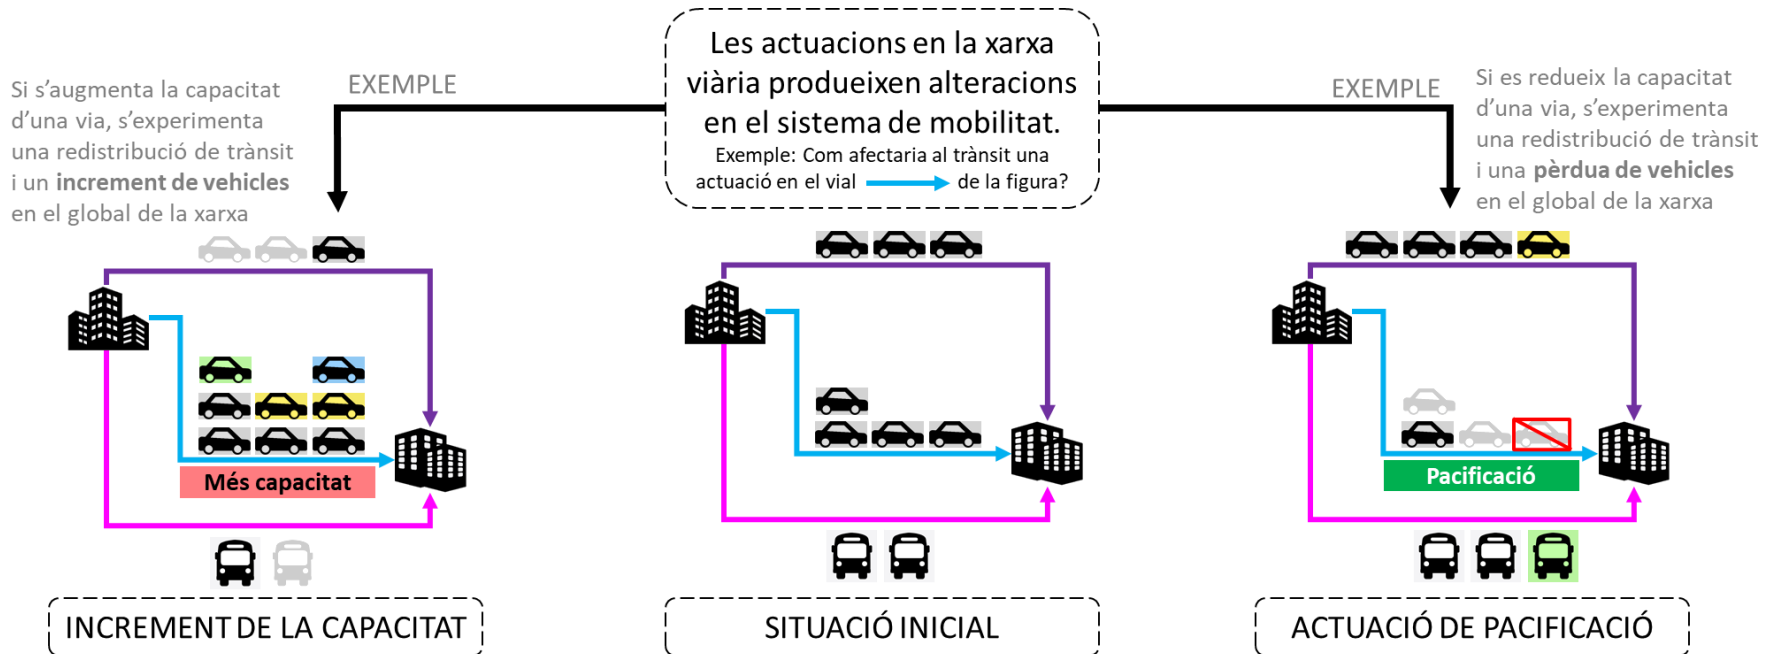 Les actuacions en la xarxa
viària produeixen alteracions
en el sistema de mobilitat.
Exemple: Com afectaria al trànsit una
actuació en el vial de la figura?
EXEMPLE
Si s’augmenta la capacitat
d’una via, s’experimenta
una redistribució de trànsit
i un increment de vehicles
en el global de la xarxa
EXEMPLE
Si es redueix la capacitat
d’una via, s’experimenta
una redistribució de trànsit
i una pèrdua de vehicles
en el global de la xarxa
Més capacitat
Pacificació
INCREMENT DE LA CAPACITAT
SITUACIÓ INICIAL
ACTUACIÓ DE PACIFICACIÓ